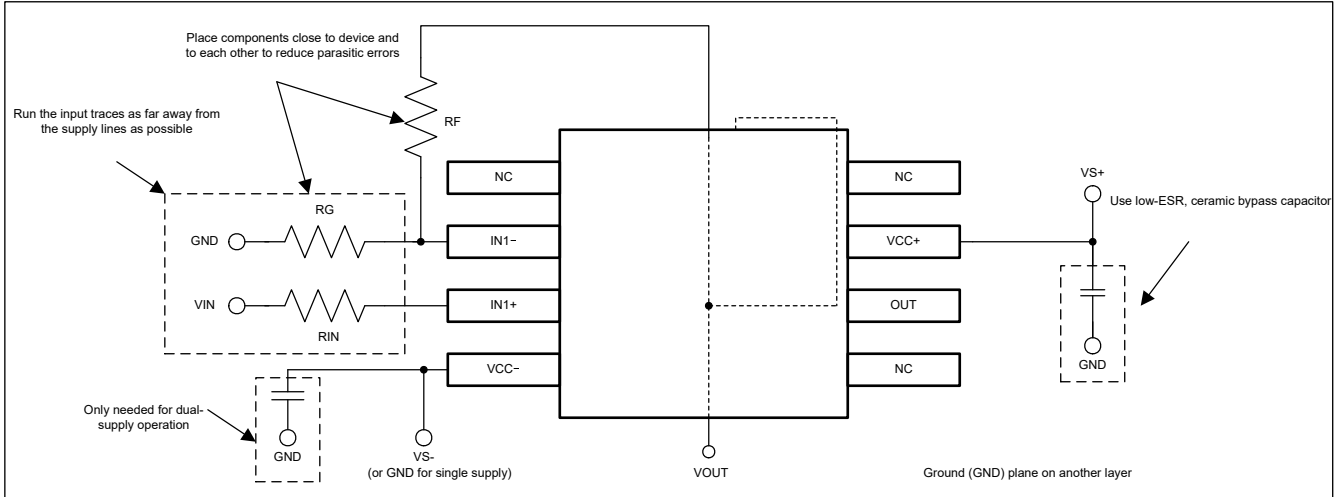 Place components close to device and
to each other to reduce parasitic errors
Run the input traces as far away from
the supply lines as possible
RF
NC
NC
VS+
Use low-ESR, ceramic bypass capacitor
RG
GND
IN1−
VCC+
VIN
IN1+
OUT
RIN
GND
VCC−
NC
Only needed for dual-
supply operation
GND
VS-
(or GND for single supply)
VOUT
Ground (GND) plane on another layer